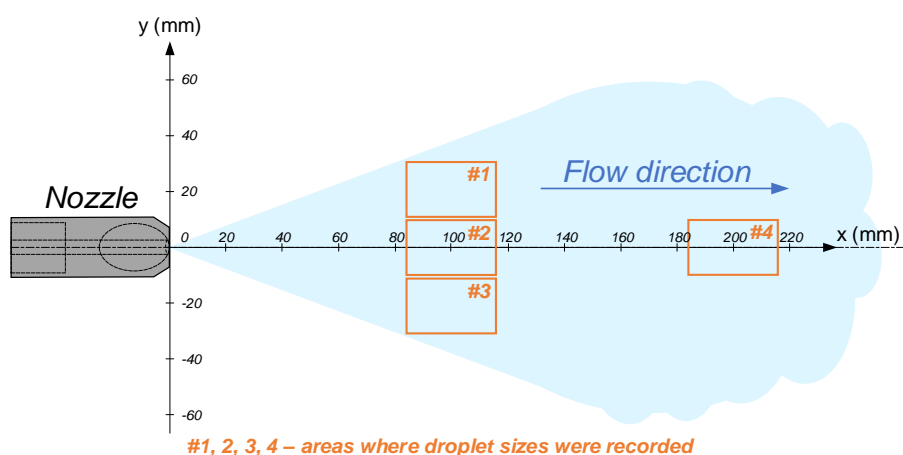 y (mm)
60
40
#1
Flow direction
20
Nozzle
0 20 40 60 80 100 120 140 160 180 200 220 x (mm)
#2 #4
#3
-20
-40
-60
#1, 2, 3, 4 – areas where droplet sizes were recorded